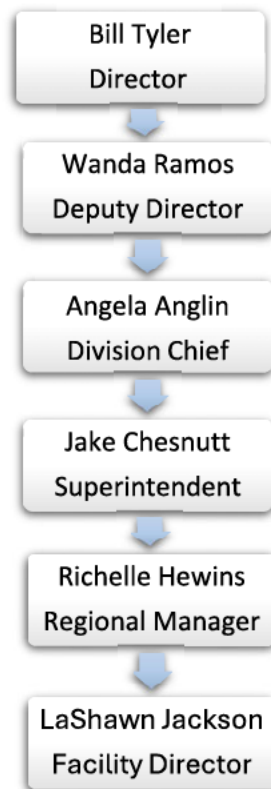 Bill Tyler
Director
Wanda Ramos
Deputy Director
Angela Anglin
Division Chief
Jake Chesnutt
Superintendent
Richelle Hewins
Regional Manager
LaShawn Jackson
Facility Director